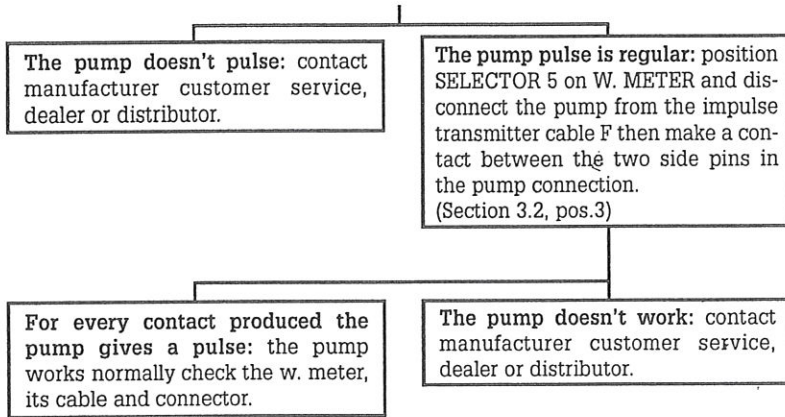 The pump doesn't pulse: contact
manufacturer customer service,
dealer or distributor.
The pump pulse is regular: position
SELECTOR 5 on W. METER and dis-
connect the pump from the impulse
transmitter cable F then make a con-
tact between the two side pins in
the pump connection.
(Section 3.2, pos.3)
For every contact produced the
pump gives a pulse: the pump
works normally check the w. meter,
its cable and connector.
The pump doesn't work: contact
manufacturer customer service,
dealer or distributor.